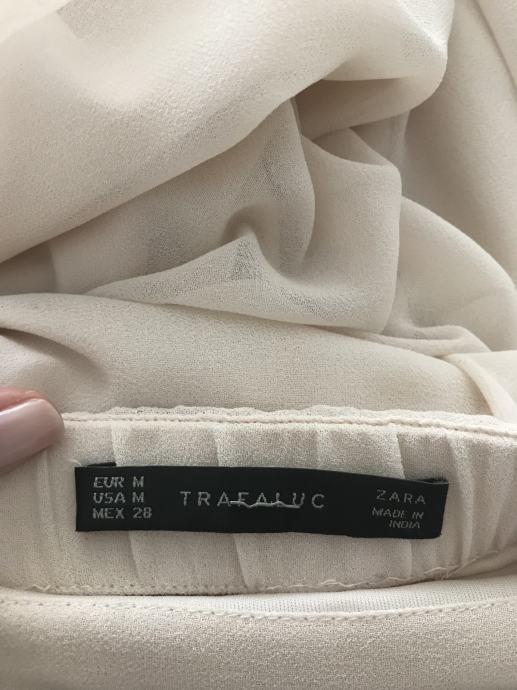 EUR M
USA M
MEX 28
TRAFALUC
ZARA
MADE IN
INDIA